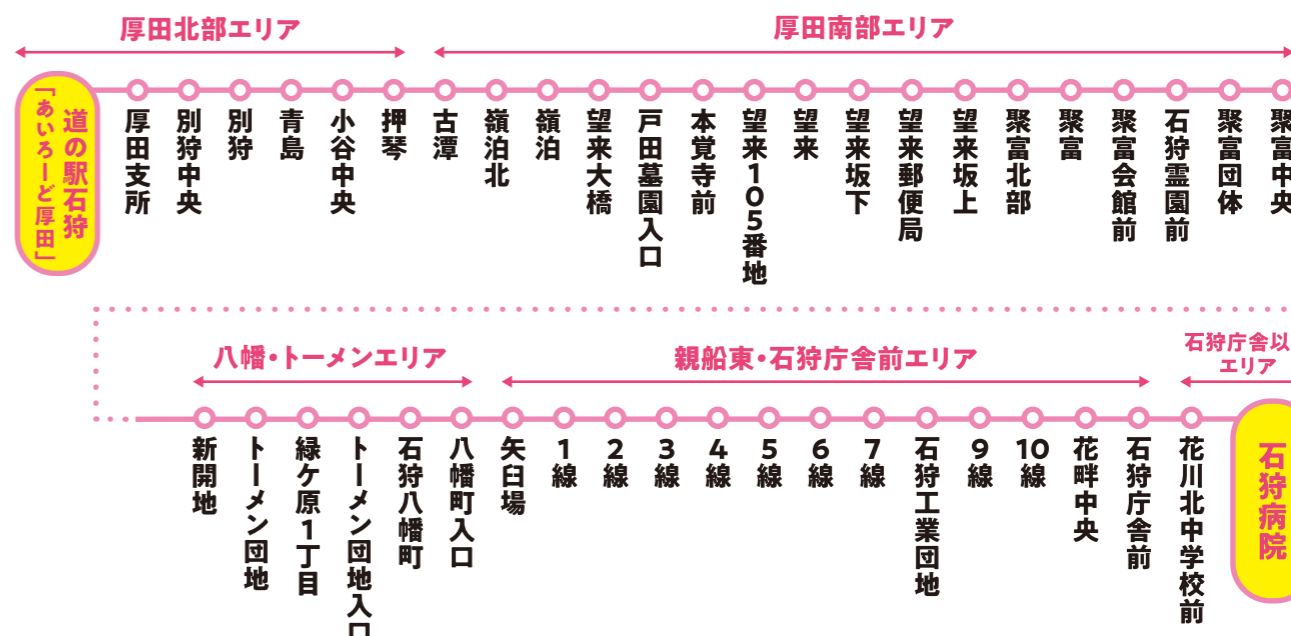 厚田北部エリア
厚田南部エリア
道の駅石狩
「あいろーど厚田」
厚田支所
別狩中央
別狩
青島
小谷中央
押琴
古潭
嶺泊北
嶺泊
望来大橋
戸田墓園入口
本覚寺前
望来105番地
望来
望来坂下
望来郵便局
望来坂上
聚富北部
聚富
聚富会館前
石狩霊園前
聚富団体
聚富中央
八幡・トーメンエリア
親船東・石狩庁舎前エリア
石狩庁舎以
エリア
新開地
トーメン団地
緑ケ原1丁目
トーメン団地入口
石狩八幡町
八幡町入口
矢臼場
1線
2線
3線
4線
5線
6線
7線
石狩工業団地
9線
10線
花畔中央
石狩庁舎前
花川北中学校前
石狩病院